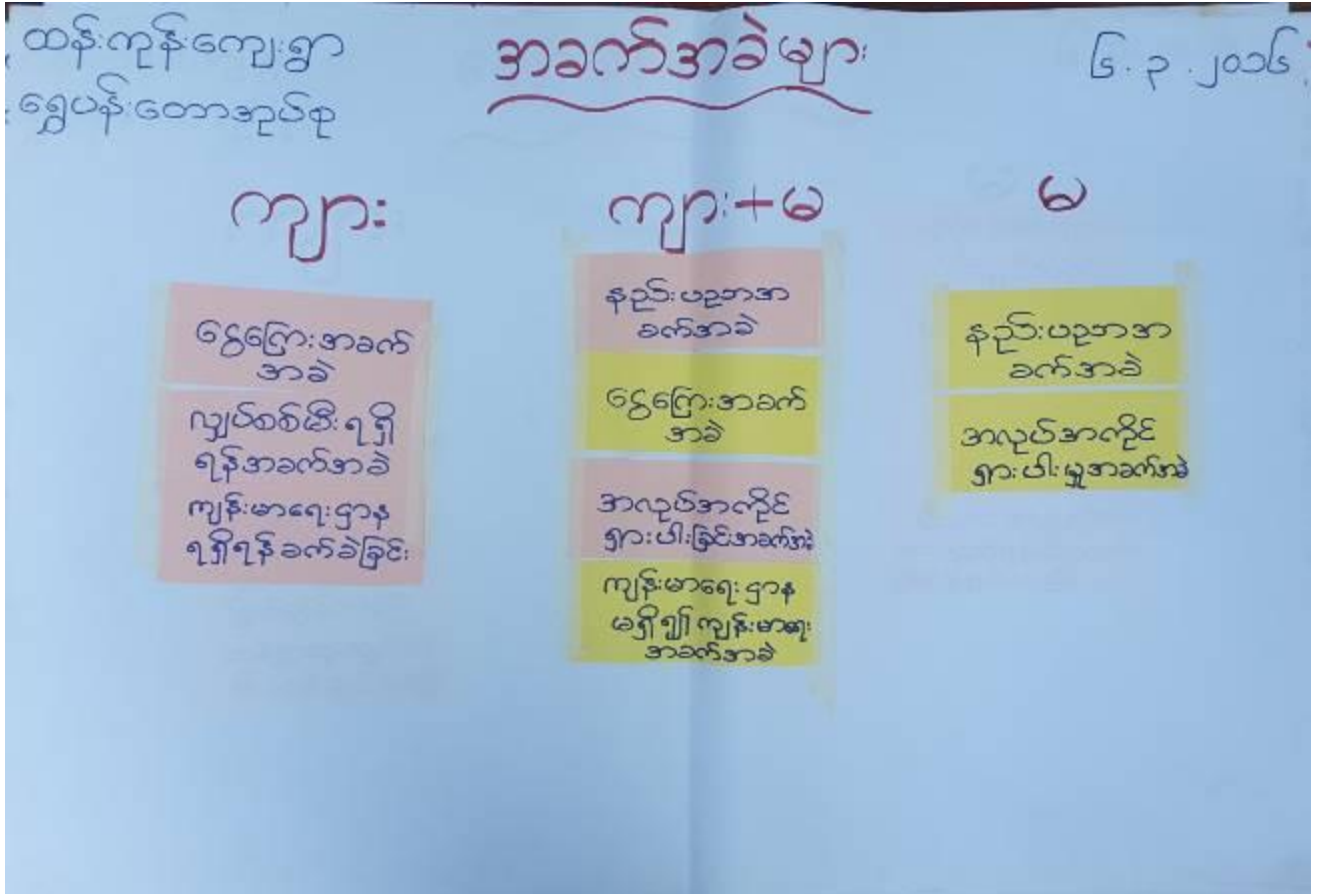 ထန်းကုန်းကျေးရွာ
ရွှေပန်းတောအုပ်စု
အခက်အခဲများ
၆.၃.၂၀၁၆
ကျား
ငွေကြေးအခက်
အခဲ
လျှပ်စစ်မီးရရှိ
ရန်အခက်အခဲ
ကျန်းမာရေးဌာန
ရရှိရန်ခက်ခဲခြင်း
ကျား+မ
နည်းပညာအ
ခက်အခဲ
ငွေကြေးအခက်
အခဲ
အလုပ်အကိုင်
ရှားပါးခြင်းအခက်အခဲ
ကျန်းမာရေးဌာန
မရှိ၍ ကျန်းမာရေး
အခက်အခဲ
မ
နည်းပညာအ
ခက်အခဲ
အလုပ်အကိုင်
ရှားပါးမှုအခက်အခဲ